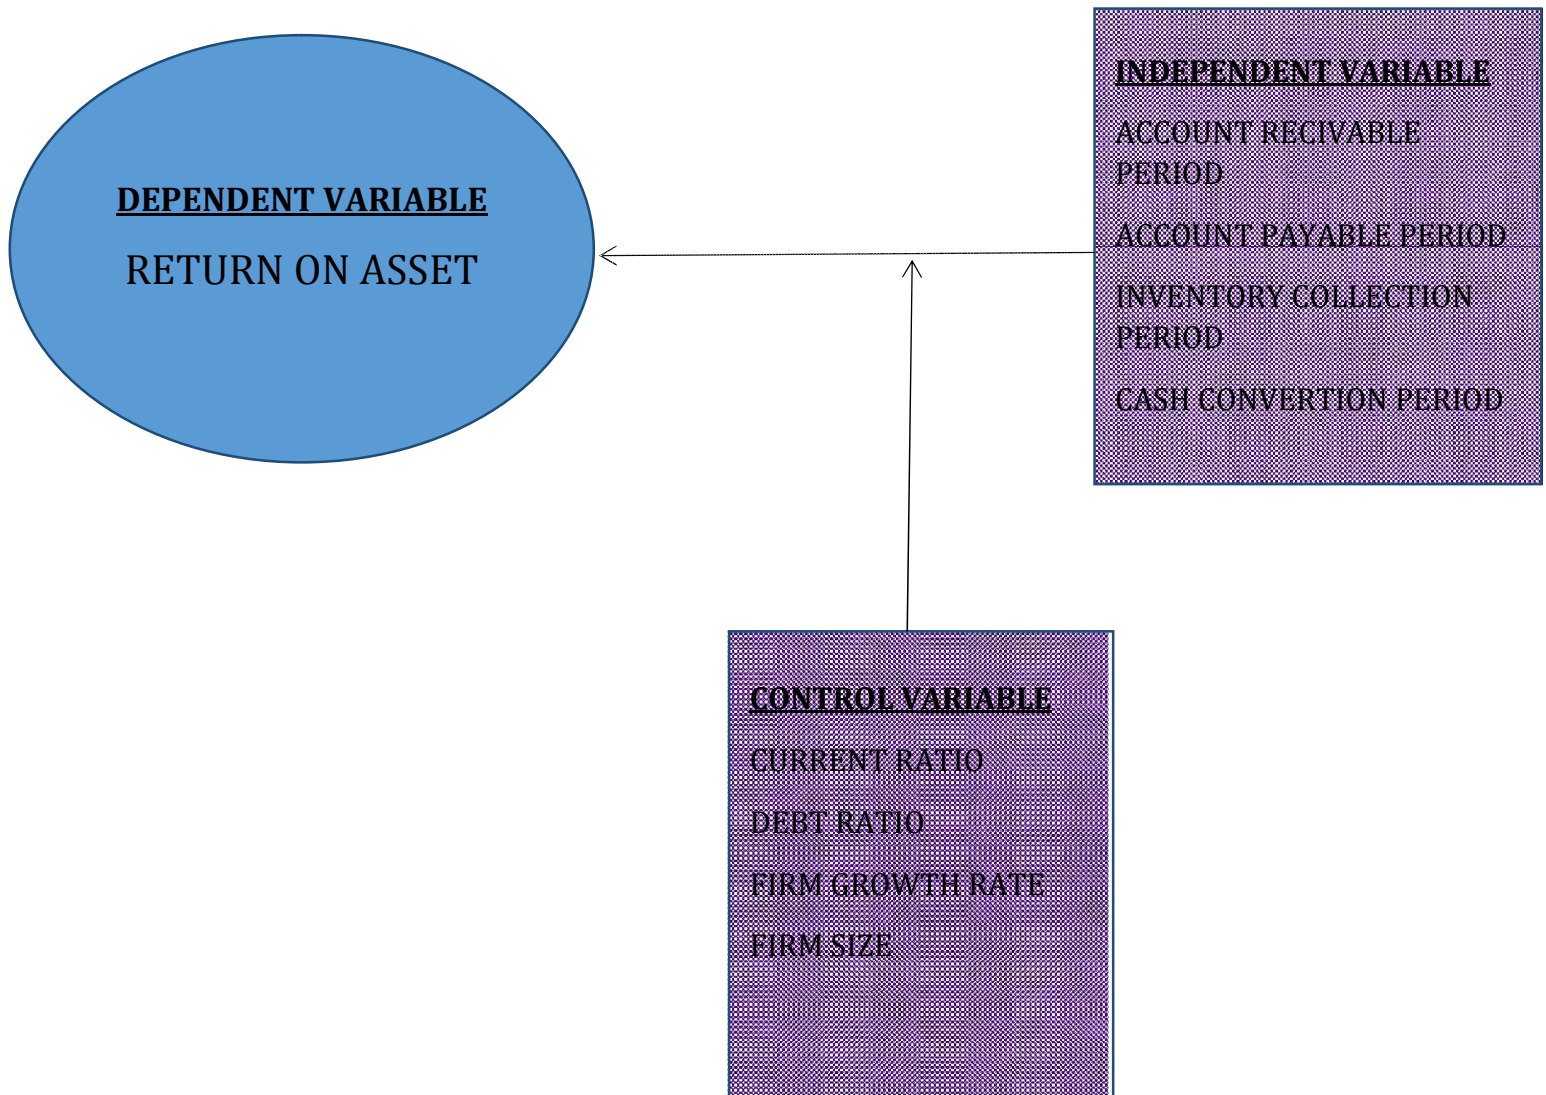 DEPENDENT VARIABLE
RETURN ON ASSET
INDEPENDENT VARIABLE
ACCOUNT RECIVABLE
PERIOD
ACCOUNT PAYABLE PERIOD
INVENTORY COLLECTION
PERIOD
CASH CONVERTION PERIOD
CONTROL VARIABLE
CURRENT RATIO
DEBT RATIO
FIRM GROWTH RATE
FIRM SIZE